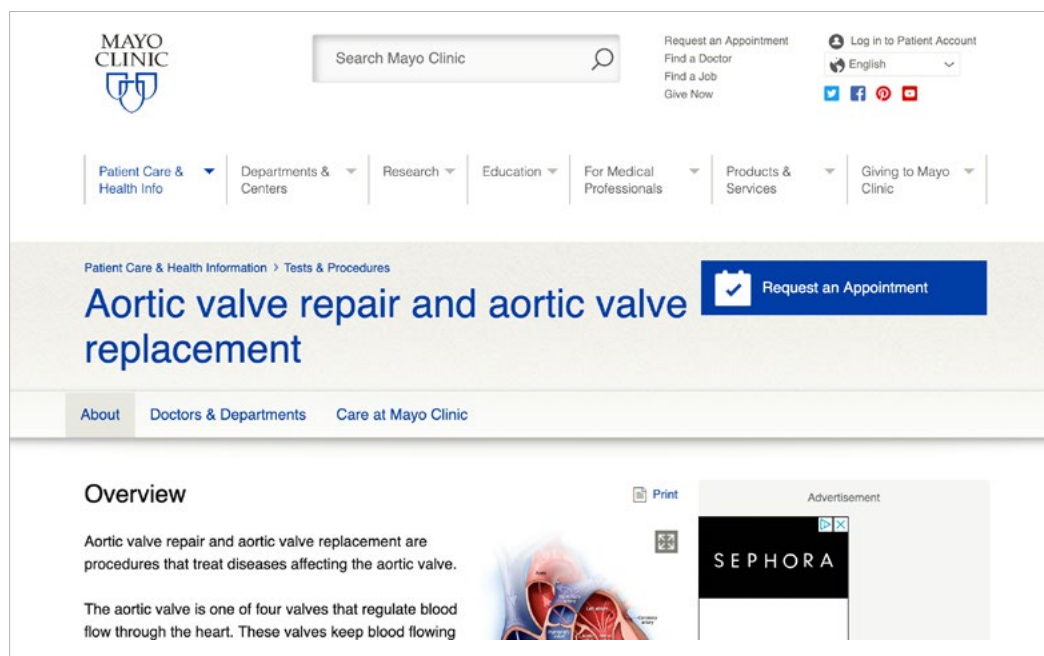 MAYO
CLINIC
Search Mayo Clinic
Request an Appointment
Find a Doctor
Find a Job
Give Now
Log in to Patient Account
English
Patient Care &
Health Info
Departments &
Centers
Research
Education
For Medical
Professionals
Products &
Services
Giving to Mayo
Clinic
Patient Care & Health Information > Tests & Procedures
Aortic valve repair and aortic valve
replacement
Request an Appointment
About
Doctors & Departments
Care at Mayo Clinic
Overview
Print
Advertisement
Aortic valve repair and aortic valve replacement are
procedures that treat diseases affecting the aortic valve.
The aortic valve is one of four valves that regulate blood
flow through the heart. These valves keep blood flowing
SEPHORA